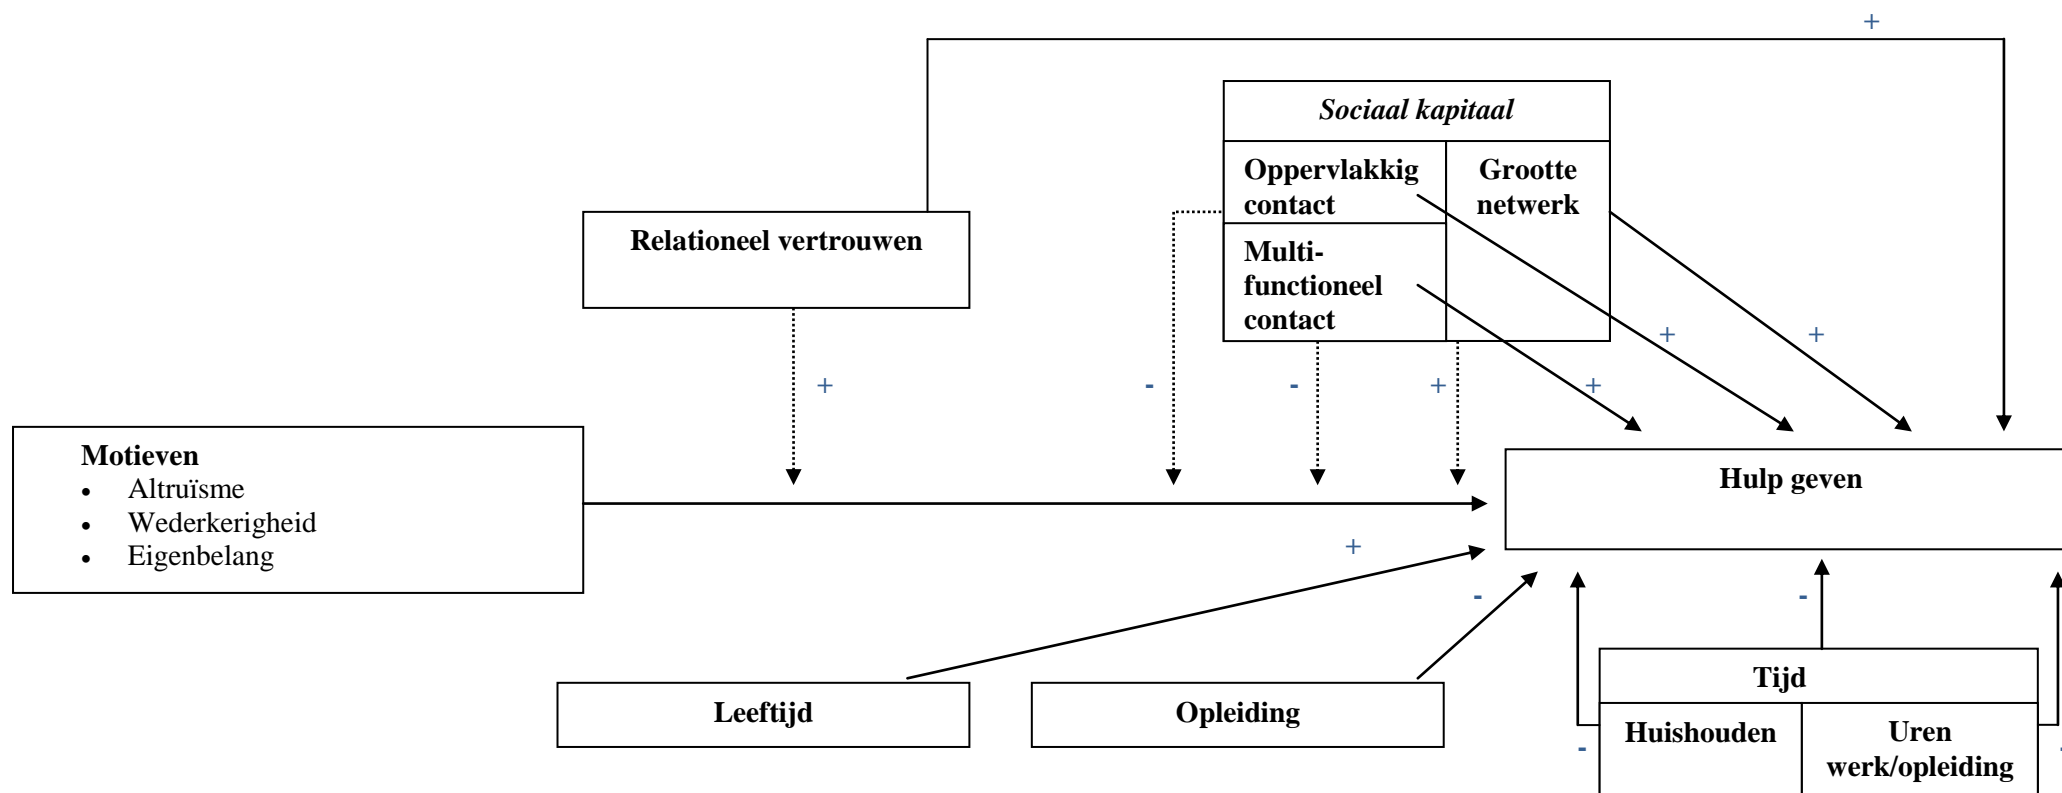 +
Sociaal kapitaal
Oppervlakkig
contact
Grootte
netwerk
Multi-
functioneel
contact
Relationeel vertrouwen
+
+
+
-
-
+
+
Motieven
• Altruïsme
• Wederkerigheid
• Eigenbelang
Hulp geven
+
-
-
Leeftijd
Opleiding
Tijd
Huishouden
Uren
werk/opleiding
-
-